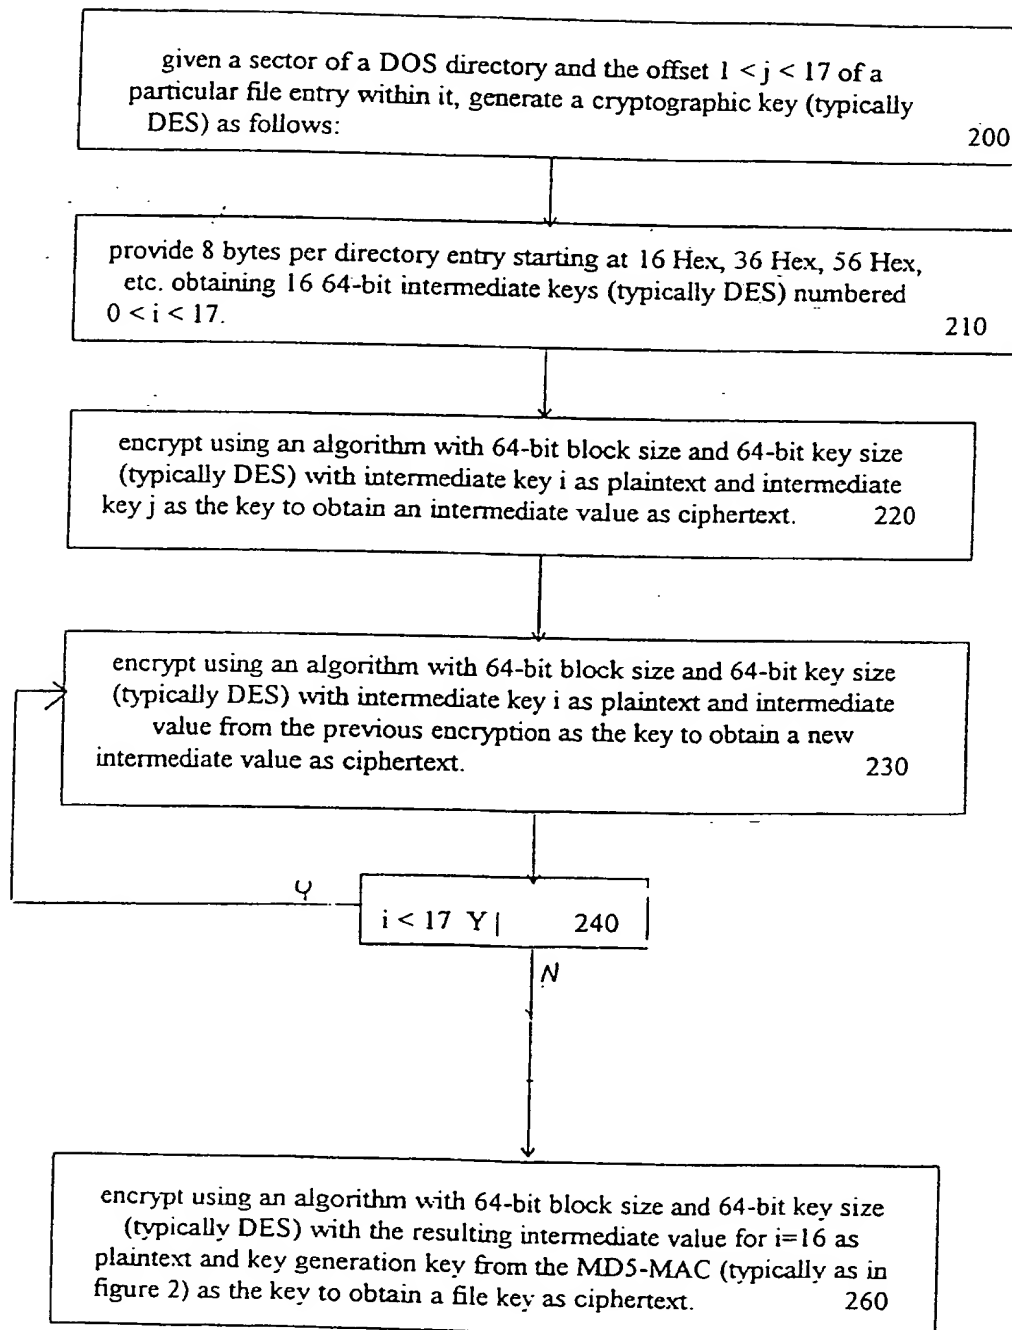 given a sector of a DOS directory and the offset 1 < j < 17 of a
particular file entry within it, generate a cryptographic key (typically
DES) as follows:
200
provide 8 bytes per directory entry starting at 16 Hex, 36 Hex, 56 Hex,
etc. obtaining 16 64-bit intermediate keys (typically DES) numbered
0 < i < 17.
210
encrypt using an algorithm with 64-bit block size and 64-bit key size
(typically DES) with intermediate key i as plaintext and intermediate
key j as the key to obtain an intermediate value as ciphertext. 220
encrypt using an algorithm with 64-bit block size and 64-bit key size
(typically DES) with intermediate key i as plaintext and intermediate
value from the previous encryption as the key to obtain a new
intermediate value as ciphertext. 230
Y
i < 17 Y | 240
N
encrypt using an algorithm with 64-bit block size and 64-bit key size
(typically DES) with the resulting intermediate value for i=16 as
plaintext and key generation key from the MD5-MAC (typically as in
figure 2) as the key to obtain a file key as ciphertext. 260